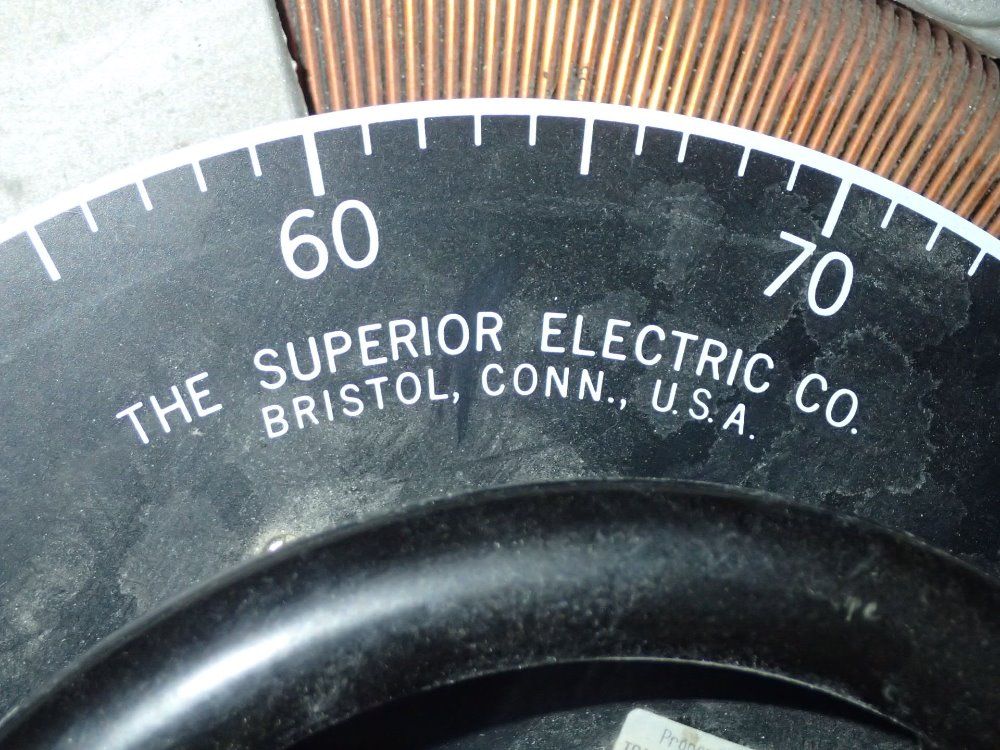 60
70
THE SUPERIOR ELECTRIC CO.
BRISTOL, CONN., U.S.A.